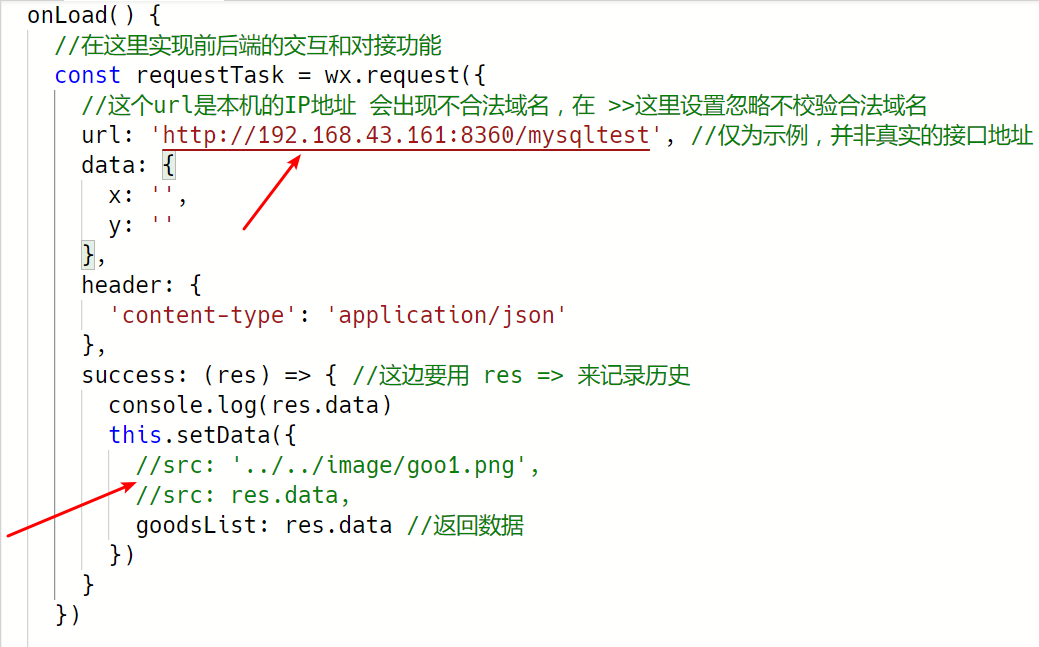 onLoad() {
//在这里实现前后端的交互和对接功能
const requestTask = wx.request({
//这个url是本机的IP地址 会出现不合法域名，在 >>这里设置忽略不校验合法域名
url: 'http://192.168.43.161:8360/mysqltest', //仅为示例，并非真实的接口地址
data: {
x: '',
y: ''
},
header: {
'content-type': 'application/json'
},
success: (res) => { //这边要用 res => 来记录历史
console.log(res.data)
this.setData({
//src: '../../image/goo1.png',
//src: res.data,
goodsList: res.data //返回数据
})
}
})